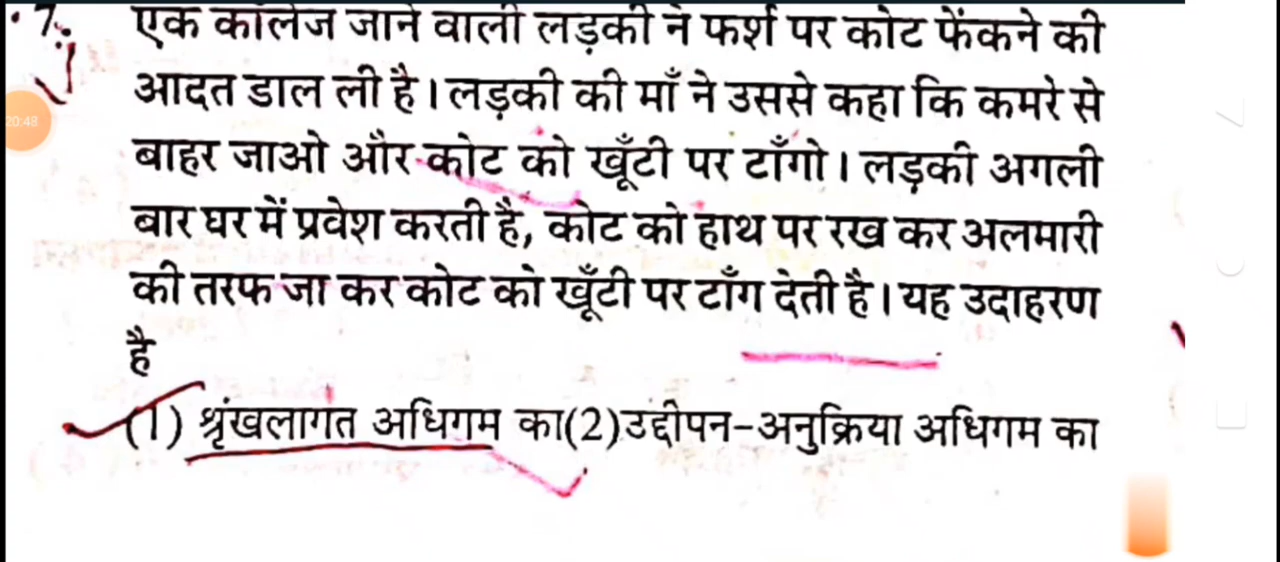 7. एक कालेज जाने वाली लड़की ने फर्श पर कोट फेंकने की
आदत डाल ली है। लड़की की माँ ने उससे कहा कि कमरे से
20:48
बाहर जाओ और कोट को खूँटी पर टाँगो। लड़की अगली
बार घर में प्रवेश करती है, कोट को हाथ पर रख कर अलमारी
की तरफ जा कर कोट को खूँटी पर टाँग देती है। यह उदाहरण
है
(1) श्रृंखलागत अधिगम का(2)उद्दीपन-अनुक्रिया अधिगम का